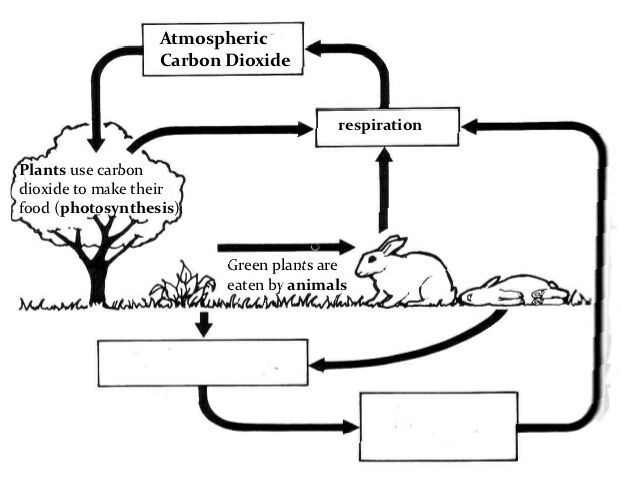 Atmospheric
Carbon Dioxide
respiration
Plants use carbon
dioxide to make their
food (photosynthesis)
Green plants are
eaten by animals